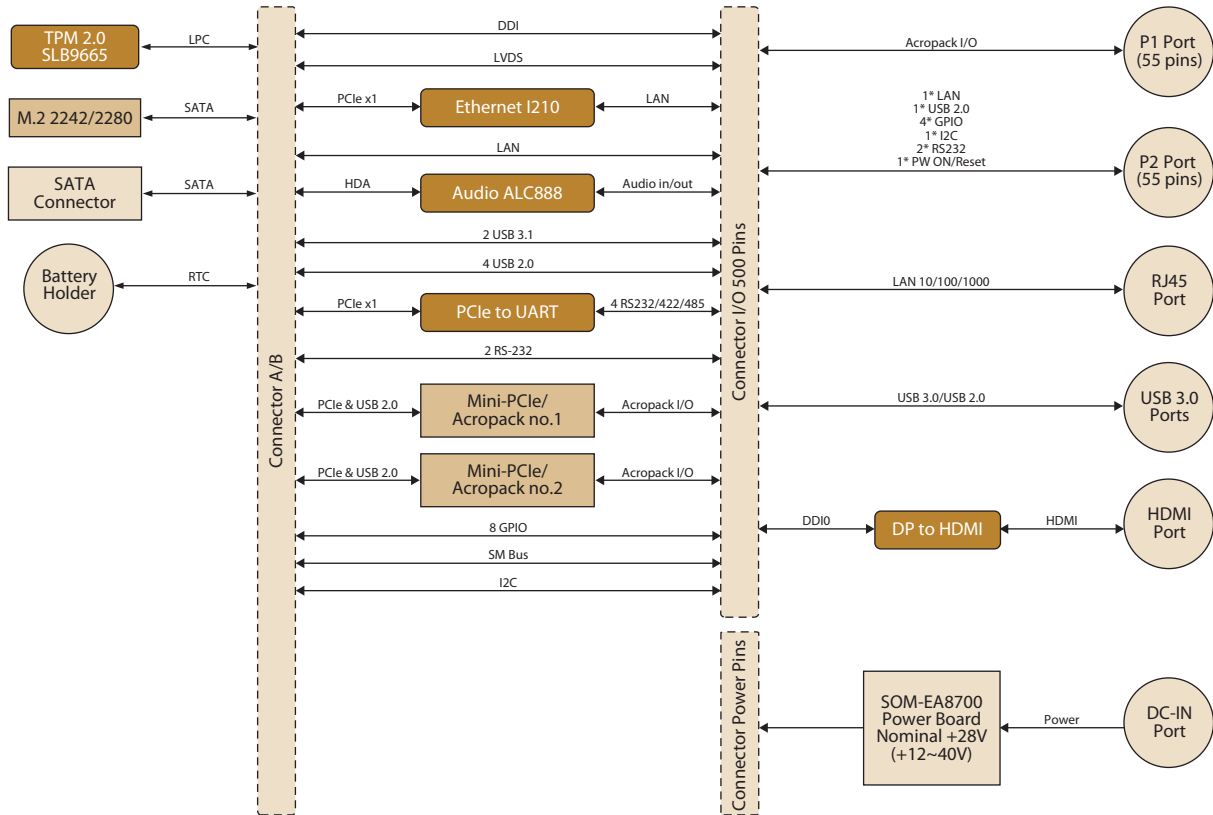 TPM 2.0
SLB9665
LPC
M.2 2242/2280
SATA
SATA
Connector
SATA
Battery
Holder
RTC
Connector A/B
DDI
LVDS
PCIe x1
Ethernet I210
LAN
LAN
HDA
Audio ALC888
Audio in/out
2 USB 3.1
4 USB 2.0
PCIe x1
PCIe to UART
4 RS232/422/485
2 RS-232
PCIe & USB 2.0
Mini-PCIe/
Acropack no.1
Acropack I/O
PCIe & USB 2.0
Mini-PCIe/
Acropack no.2
Acropack I/O
8 GPIO
SM Bus
I2C
Connector I/O 500 Pins
Connector Power Pins
Acropack I/O
P1 Port
(55 pins)
1* LAN
1* USB 2.0
4* GPIO
1* I2C
2* RS232
1* PW ON/Reset
P2 Port
(55 pins)
LAN 10/100/1000
RJ45
Port
USB 3.0/USB 2.0
USB 3.0
Ports
DDI0
DP to HDMI
HDMI
HDMI
Port
SOM-EA8700
Power Board
Nominal +28V
(+12~40V)
Power
DC-IN
Port